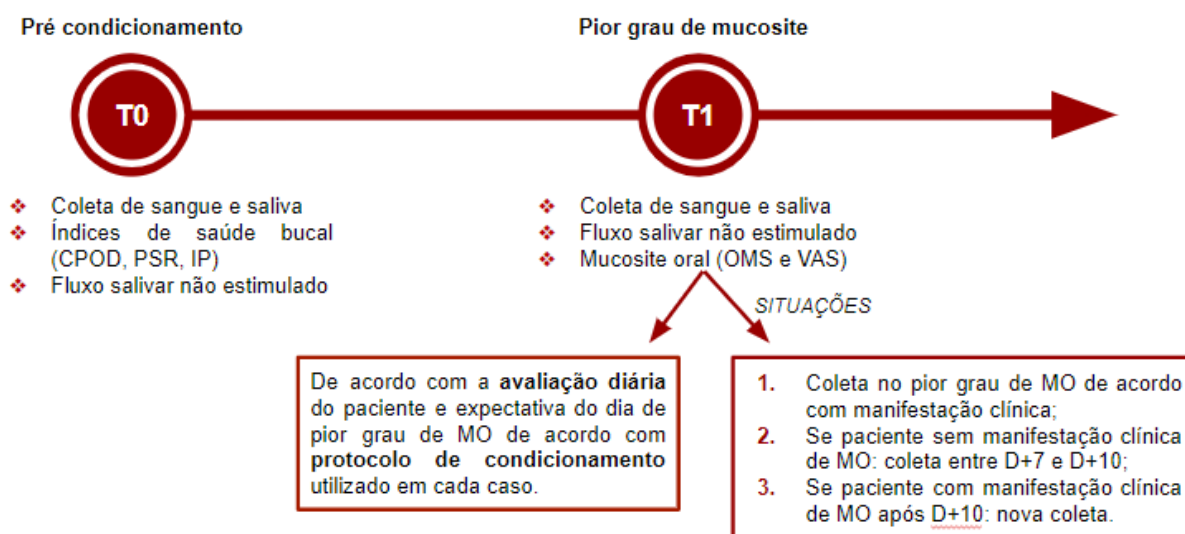 Pré condicionamento
Pior grau de mucosite
T0
T1
❖ Coleta de sangue e saliva
❖ Índices de saúde bucal
(CPOD, PSR, IP)
❖ Fluxo salivar não estimulado
❖ Coleta de sangue e saliva
❖ Fluxo salivar não estimulado
❖ Mucosite oral (OMS e VAS)
SITUAÇÕES
De acordo com a avaliação diária
do paciente e expectativa do dia de
pior grau de MO de acordo com
protocolo de condicionamento
utilizado em cada caso.
1. Coleta no pior grau de MO de acordo
com manifestação clínica;
2. Se paciente sem manifestação clínica
de MO: coleta entre D+7 e D+10;
3. Se paciente com manifestação clínica
de MO após D+10: nova coleta.